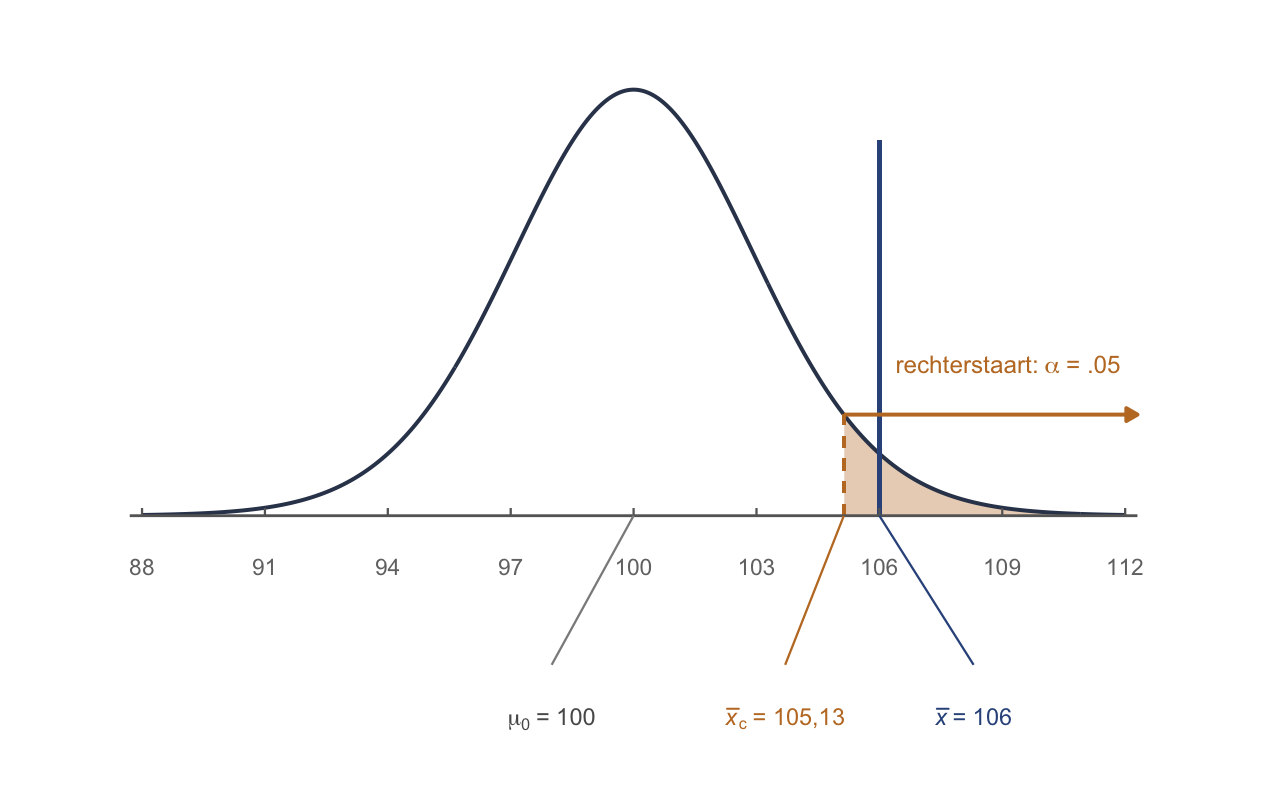 rechterstaart: α = .05
88 91 94 97 100 103 106 109 112
μ₀ = 100 x̅c = 105,13 x̅ = 106